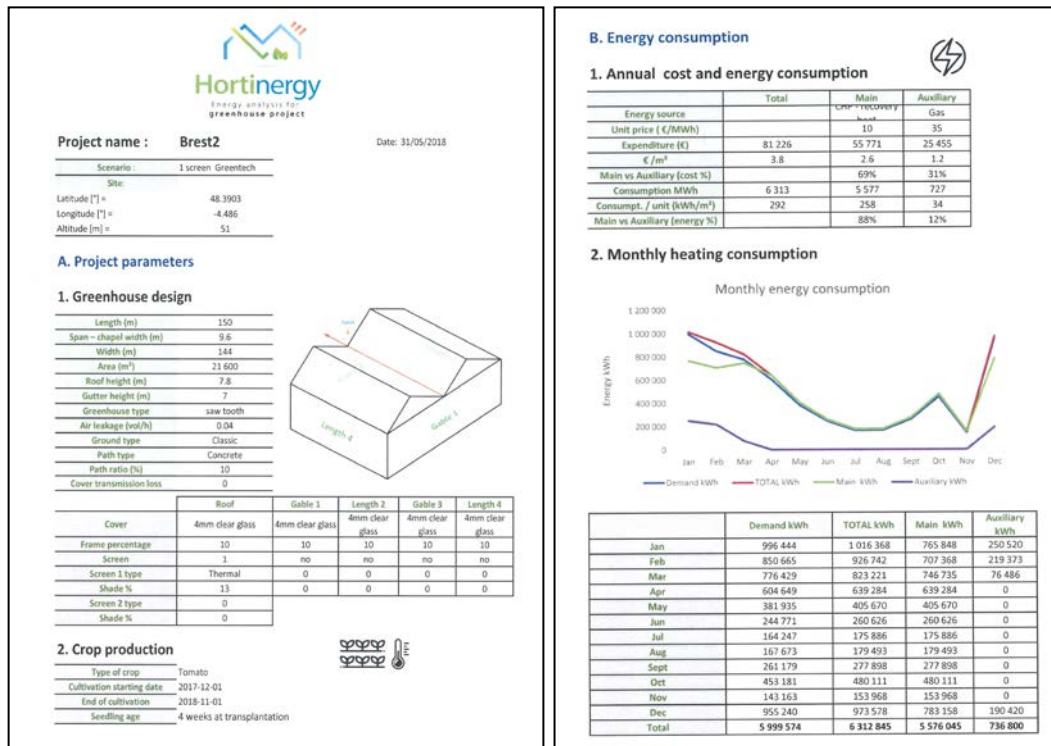 Hortinergy
Energy analysis for
greenhouse project
Project name : Brest2 Date: 31/05/2018
Scenario : 1 screen Greentech
Site:
Latitude [°] = 48.3903
Longitude [°] = -4.486
Altitude [m] = 51
A. Project parameters
1. Greenhouse design
Length (m) 150
Span – chapel width (m) 9.6
Width (m) 144
Area (m²) 21 600
Roof height (m) 7.8
Gutter height (m) 7
Greenhouse type saw tooth
Air leakage (vol/h) 0.04
Ground type Classic
Path type Concrete
Path ratio (%) 10
Cover transmission loss 0
Length 4
Gable 1
Roof Gable 1 Length 2 Gable 3 Length 4
Cover 4mm clear glass 4mm clear glass 4mm clear glass 4mm clear glass 4mm clear glass
Frame percentage 10 10 10 10 10
Screen 1 no no no no
Screen 1 type Thermal 0 0 0 0
Shade % 13 0 0 0 0
Screen 2 type 0
Shade % 0
2. Crop production
Type of crop Tomato
Cultivation starting date 2017-12-01
End of cultivation 2018-11-01
Seedling age 4 weeks at transplantation
B. Energy consumption
1. Annual cost and energy consumption
Total Main Auxiliary
Energy source CHP - recovery heat Gas
Unit price ( €/MWh) 10 35
Expenditure (€) 81 226 55 771 25 455
€ /m² 3.8 2.6 1.2
Main vs Auxiliary (cost %) 69% 31%
Consumption MWh 6 313 5 577 727
Consumpt. / unit (kWh/m²) 292 258 34
Main vs Auxiliary (energy %) 88% 12%
2. Monthly heating consumption
Monthly energy consumption
Energy kWh
1 200 000
1 000 000
800 000
600 000
400 000
200 000
0
Jan Feb Mar Apr May Jun Jul Aug Sept Oct Nov Dec
Demand kWh TOTAL kWh Main kWh Auxiliary kWh
Demand kWh TOTAL kWh Main kWh Auxiliary kWh
Jan 996 444 1 016 368 765 848 250 520
Feb 850 665 926 742 707 368 219 373
Mar 776 429 823 221 746 735 76 486
Apr 604 649 639 284 639 284 0
May 381 935 405 670 405 670 0
Jun 244 771 260 626 260 626 0
Jul 164 247 175 886 175 886 0
Aug 167 673 179 493 179 493 0
Sept 261 179 277 898 277 898 0
Oct 453 181 480 111 480 111 0
Nov 143 163 153 968 153 968 0
Dec 955 240 973 578 783 158 190 420
Total 5 999 574 6 312 845 5 576 045 736 800